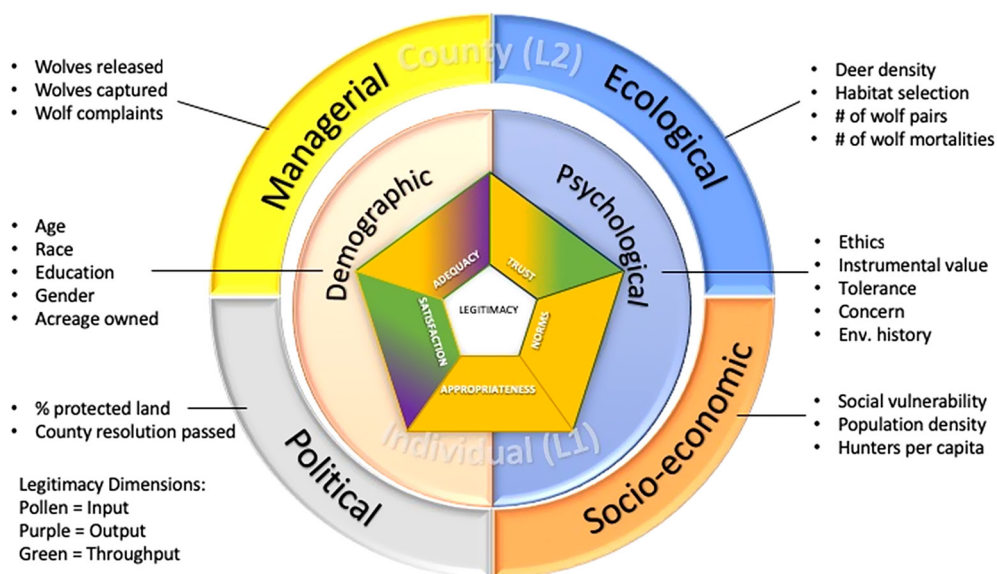 County (L2)
Managerial
Ecological
• Wolves released
• Wolves captured
• Wolf complaints
• Deer density
• Habitat selection
• # of wolf pairs
• # of wolf mortalities
Demographic
Psychological
• Age
• Race
• Education
• Gender
• Acreage owned
ADEQUACY
TRUST
SATISFACTION
LEGITIMACY
NORMS
APPROPRIATENESS
• Ethics
• Instrumental value
• Tolerance
• Concern
• Env. history
Individual (L1)
• % protected land
• County resolution passed
Political
Socio-economic
• Social vulnerability
• Population density
• Hunters per capita
Legitimacy Dimensions:
Pollen = Input
Purple = Output
Green = Throughput